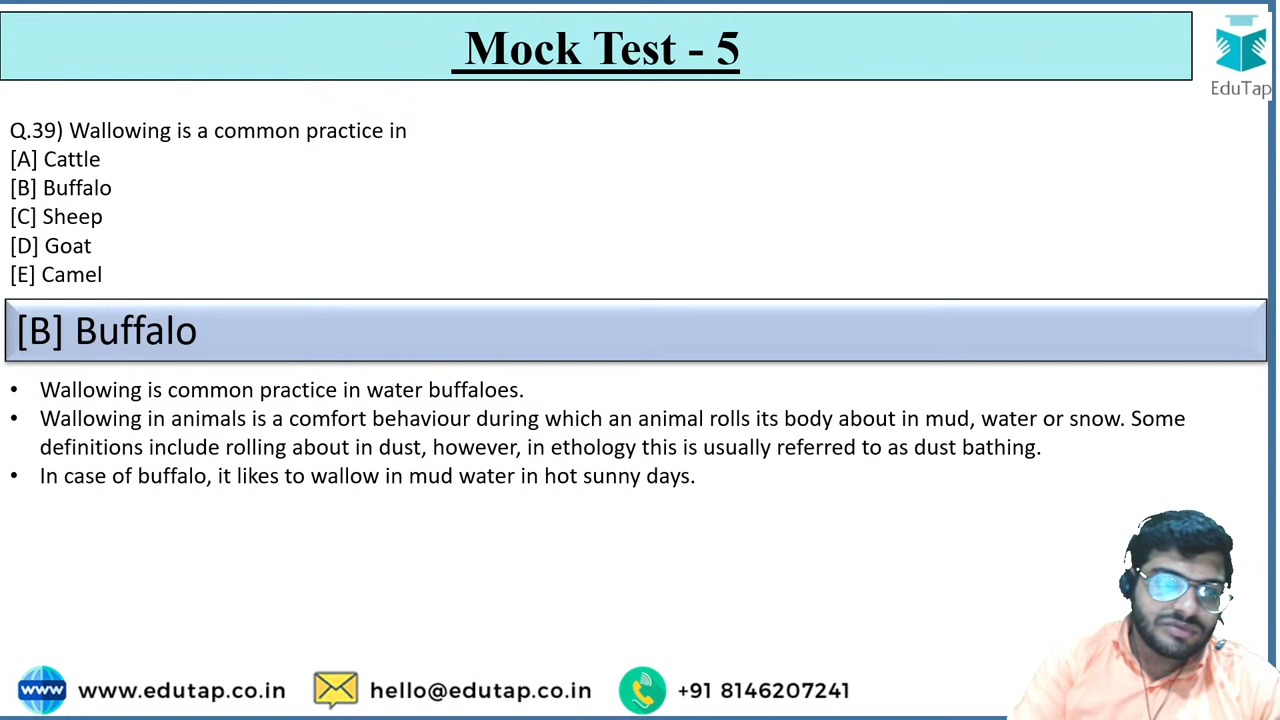 Mock Test - 5
EduTap
Q.39) Wallowing is a common practice in
[A] Cattle
[B] Buffalo
[C] Sheep
[D] Goat
[E] Camel
[B] Buffalo
• Wallowing is common practice in water buffaloes.
• Wallowing in animals is a comfort behaviour during which an animal rolls its body about in mud, water or snow. Some
definitions include rolling about in dust, however, in ethology this is usually referred to as dust bathing.
• In case of buffalo, it likes to wallow in mud water in hot sunny days.
www www.edutap.co.in hello@edutap.co.in +91 8146207241